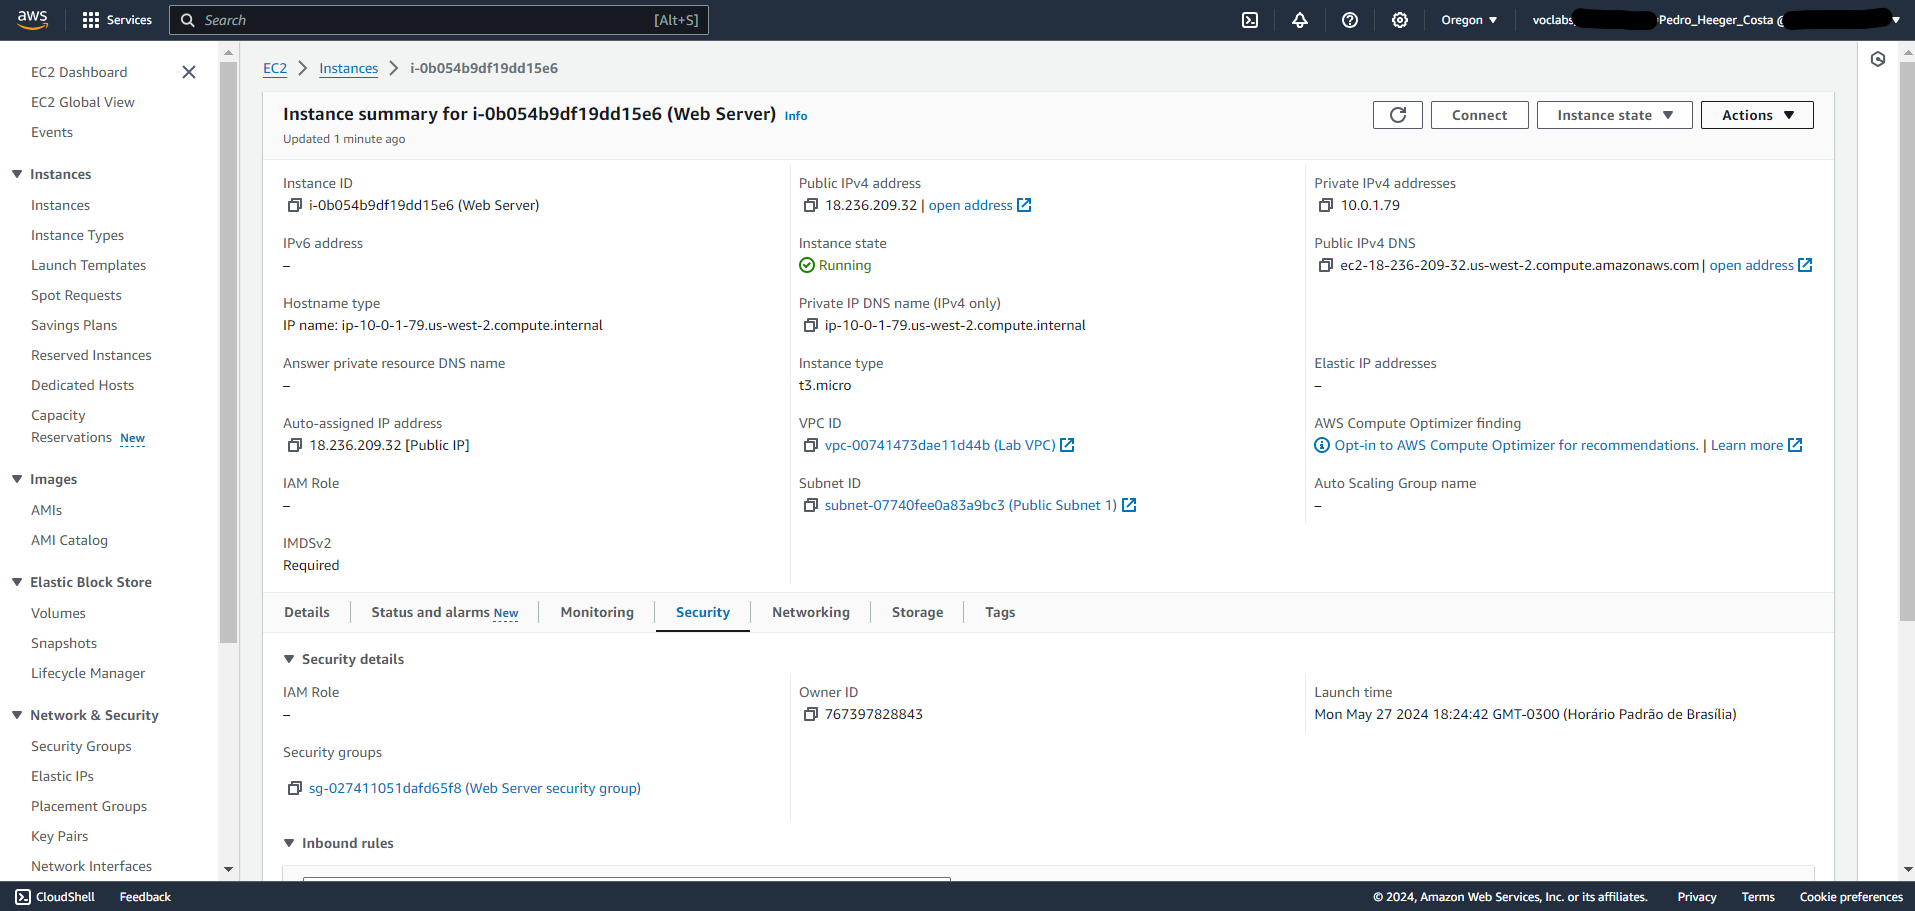 aws
Services
Search
[Alt+S]
Oregon
voclabs
Pedro_Heeger_Costa @
EC2 Dashboard
EC2 Global View
Events
Instances
Instances
Instance Types
Launch Templates
Spot Requests
Savings Plans
Reserved Instances
Dedicated Hosts
Capacity
Reservations New
Images
AMIs
AMI Catalog
Elastic Block Store
Volumes
Snapshots
Lifecycle Manager
Network & Security
Security Groups
Elastic IPs
Placement Groups
Key Pairs
Network Interfaces
EC2
Instances
i-0b054b9df19dd15e6
Instance summary for i-0b054b9df19dd15e6 (Web Server) Info
Updated 1 minute ago
Connect
Instance state
Actions
Instance ID
i-0b054b9df19dd15e6 (Web Server)
Public IPv4 address
18.236.209.32 | open address
Private IPv4 addresses
10.0.1.79
IPv6 address
–
Instance state
Running
Public IPv4 DNS
ec2-18-236-209-32.us-west-2.compute.amazonaws.com | open address
Hostname type
IP name: ip-10-0-1-79.us-west-2.compute.internal
Private IP DNS name (IPv4 only)
ip-10-0-1-79.us-west-2.compute.internal
Answer private resource DNS name
–
Instance type
t3.micro
Elastic IP addresses
–
Auto-assigned IP address
18.236.209.32 [Public IP]
VPC ID
vpc-00741473dae11d44b (Lab VPC)
AWS Compute Optimizer finding
Opt-in to AWS Compute Optimizer for recommendations. | Learn more
IAM Role
–
Subnet ID
subnet-07740fee0a83a9bc3 (Public Subnet 1)
Auto Scaling Group name
–
IMDSv2
Required
Details
Status and alarms New
Monitoring
Security
Networking
Storage
Tags
Security details
IAM Role
–
Owner ID
767397828843
Launch time
Mon May 27 2024 18:24:42 GMT-0300 (Horário Padrão de Brasília)
Security groups
sg-027411051dafd65f8 (Web Server security group)
Inbound rules
CloudShell
Feedback
© 2024, Amazon Web Services, Inc. or its affiliates.
Privacy
Terms
Cookie preferences